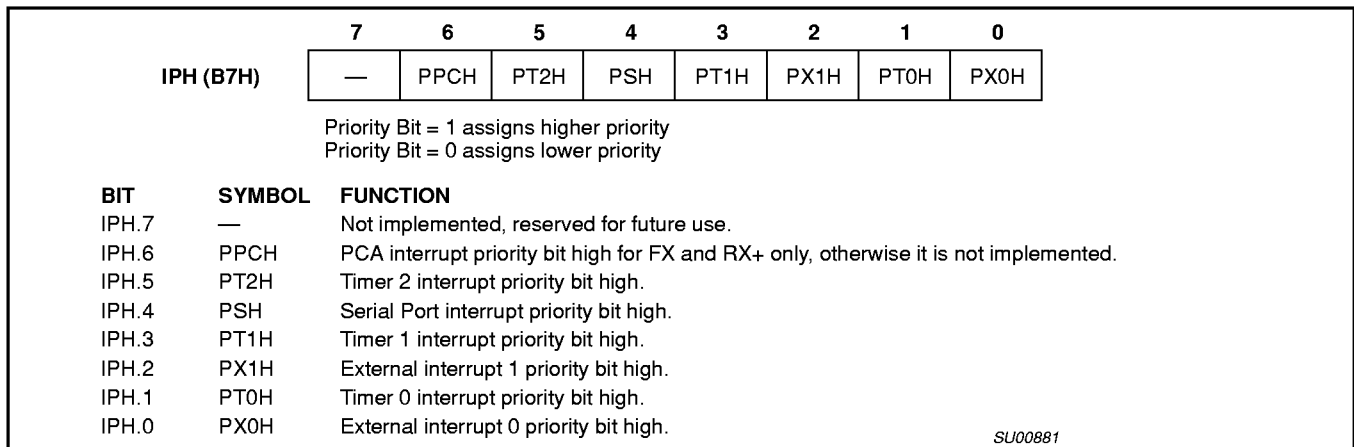 7 6 5 4 3 2 1 0
IPH (B7H) — PPCH PT2H PSH PT1H PX1H PT0H PX0H
Priority Bit = 1 assigns higher priority
Priority Bit = 0 assigns lower priority
BIT SYMBOL FUNCTION
IPH.7 — Not implemented, reserved for future use.
IPH.6 PPCH PCA interrupt priority bit high for FX and RX+ only, otherwise it is not implemented.
IPH.5 PT2H Timer 2 interrupt priority bit high.
IPH.4 PSH Serial Port interrupt priority bit high.
IPH.3 PT1H Timer 1 interrupt priority bit high.
IPH.2 PX1H External interrupt 1 priority bit high.
IPH.1 PT0H Timer 0 interrupt priority bit high.
IPH.0 PX0H External interrupt 0 priority bit high.
SU00881